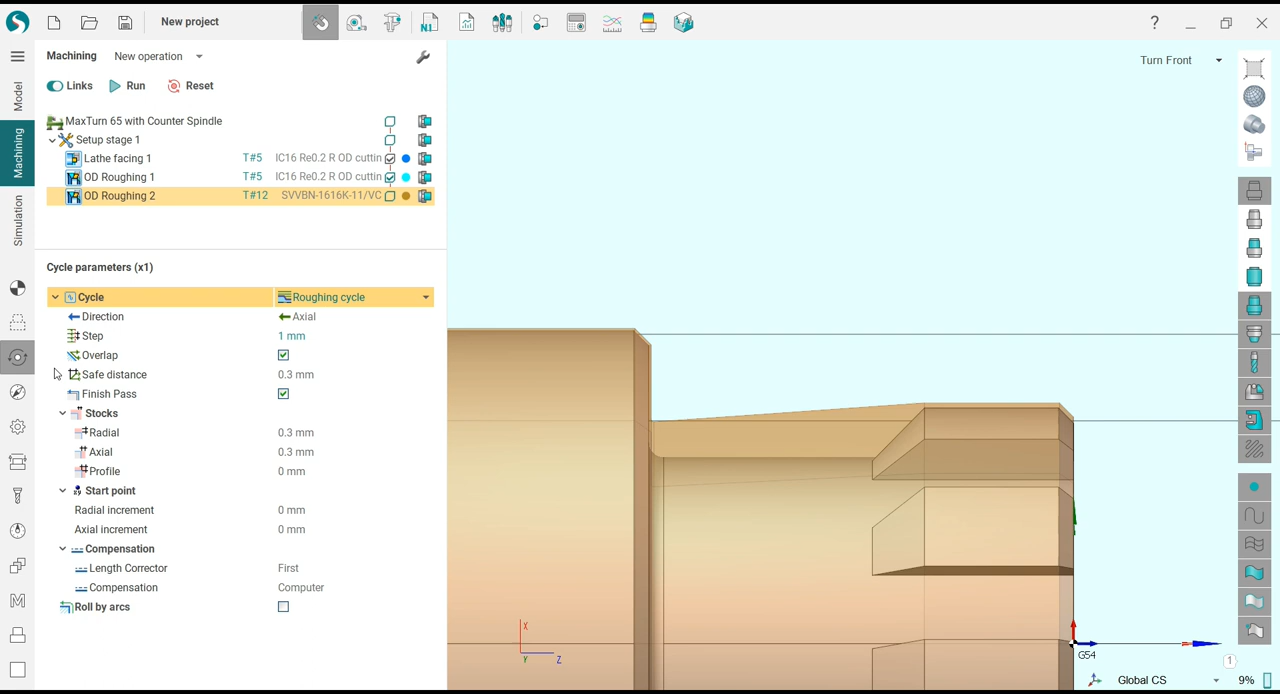 New project
?
Machining New operation
Turn Front
Links Run Reset
Model
MaxTurn 65 with Counter Spindle
Setup stage 1
Machining
Lathe facing 1 T#5 IC16 Re0.2 R OD cuttin
OD Roughing 1 T#5 IC16 Re0.2 R OD cuttin
OD Roughing 2 T#12 SVVBN-1616K-11/VC
Simulation
Cycle parameters (x1)
Cycle Roughing cycle
Direction Axial
Step 1 mm
Overlap
Safe distance 0.3 mm
Finish Pass
Stocks
Radial 0.3 mm
Axial 0.3 mm
Profile 0 mm
Start point
Radial increment 0 mm
Axial increment 0 mm
Compensation
Length Corrector First
Compensation Computer
Roll by arcs
X
Y Z
G54
1
Global CS 9%